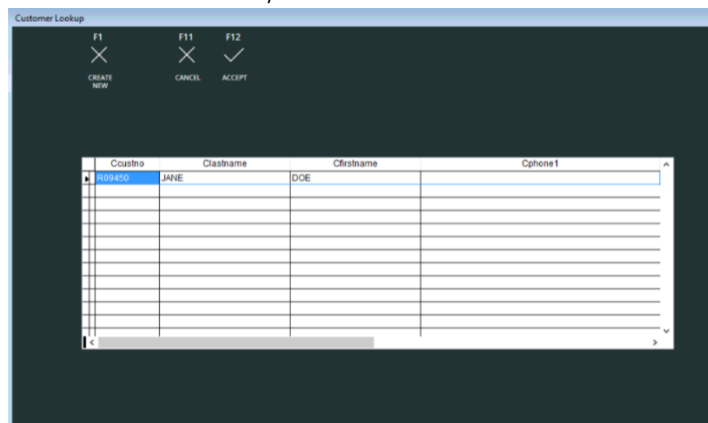 Customer Lookup
F1 F11 F12
CREATE NEW CANCEL ACCEPT
Ccustno Clastname Cfirstname Cphone1
R09450 JANE DOE